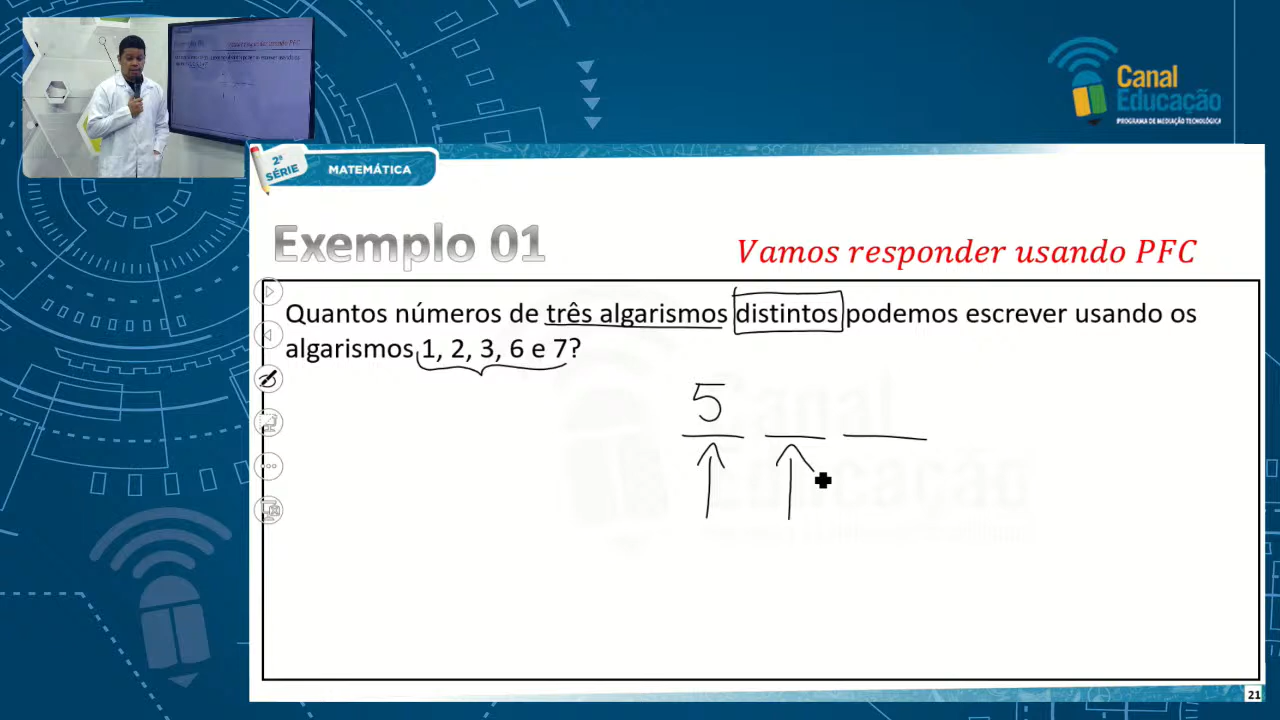 Canal
Educação
PROGRAMA DE MEDIAÇÃO TECNOLÓGICA
2ª
SÉRIE
MATEMÁTICA
Exemplo 01
Vamos responder usando PFC
Quantos números de três algarismos distintos podemos escrever usando os
algarismos 1, 2, 3, 6 e 7?
5
21